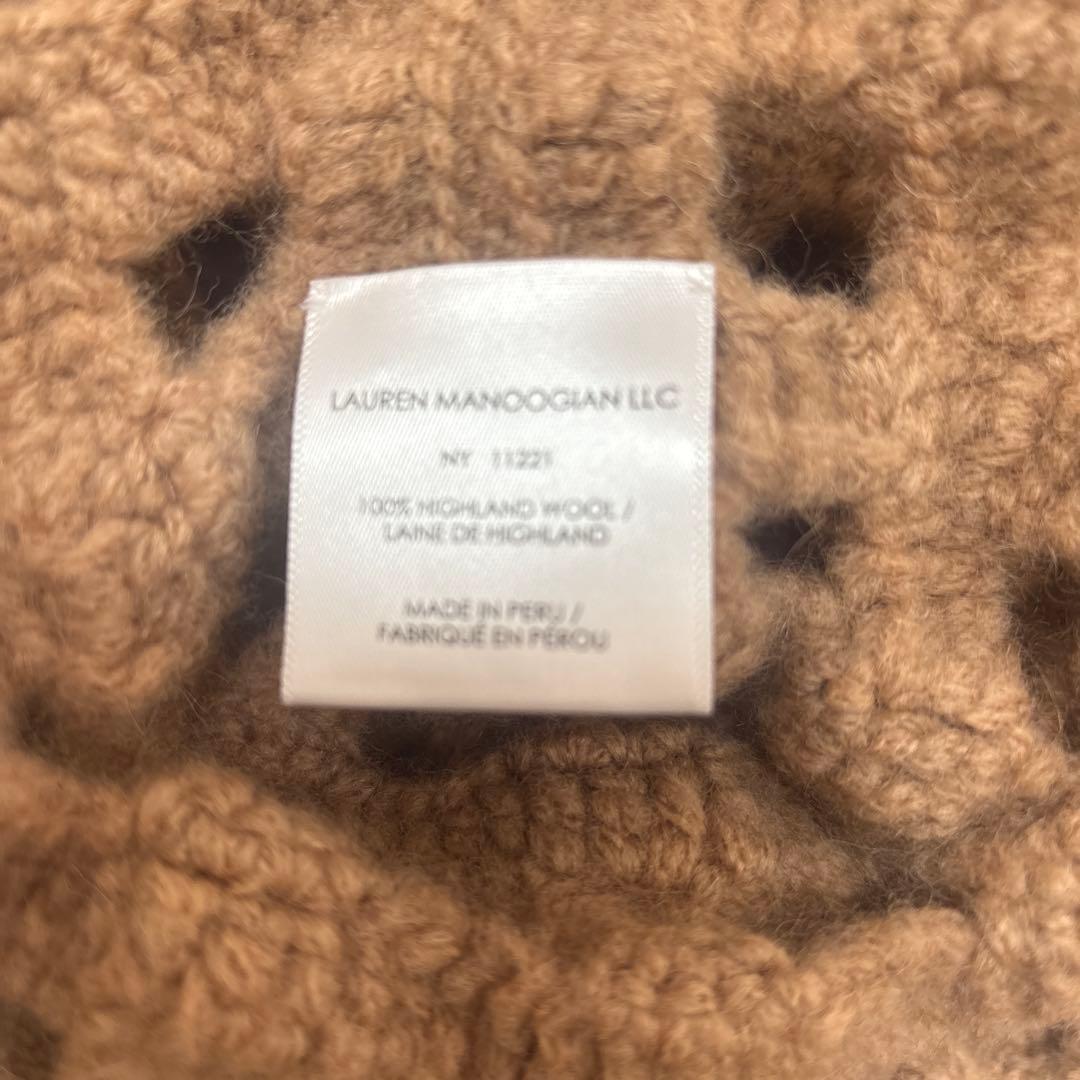 LAUREN MANOOGIAN LLC
NY 11221
100% HIGHLAND WOOL /
LAINE DE HIGHLAND
MADE IN PERU /
FABRIQUÉ EN PÉROU